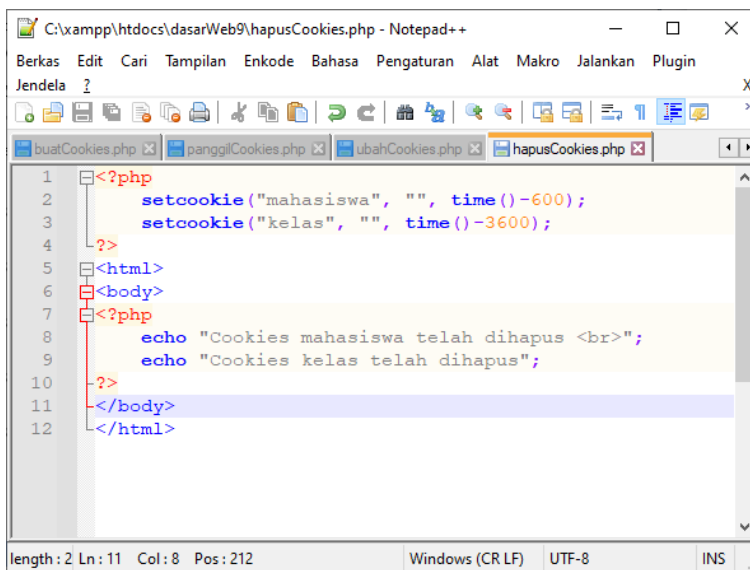 C:\xampp\htdocs\dasarWeb9\hapusCookies.php - Notepad++
Berkas Edit Cari Tampilan Enkode Bahasa Pengaturan Alat Makro Jalankan Plugin
Jendela ? X
buatCookies.php panggilCookies.php ubahCookies.php hapusCookies.php
1 <?php
2 setcookie("mahasiswa", "", time()-600);
3 setcookie("kelas", "", time()-3600);
4 ?>
5 <html>
6 <body>
7 <?php
8 echo "Cookies mahasiswa telah dihapus <br>";
9 echo "Cookies kelas telah dihapus";
10 ?>
11 </body>
12 </html>
length : 2 Ln : 11 Col : 8 Pos : 212 Windows (CR LF) UTF-8 INS